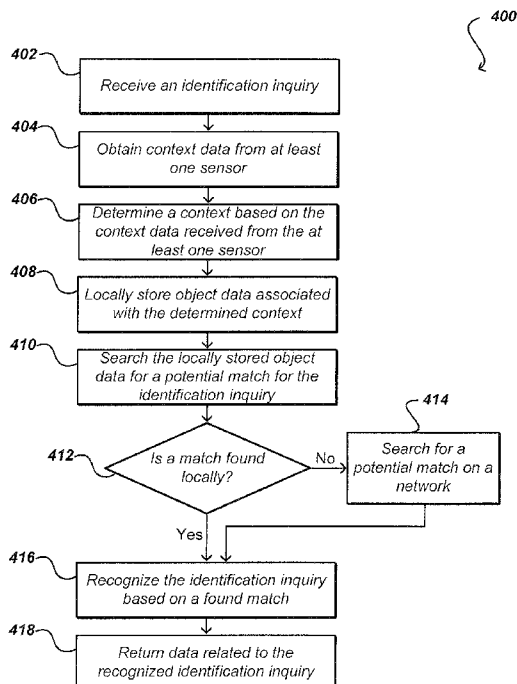 400
402
Receive an identification inquiry
404
Obtain context data from at least
one sensor
406
Determine a context based on the
context data received from the at
least one sensor
408
Locally store object data associated
with the determined context
410
Search the locally stored object
data for a potential match for the
identification inquiry
412
Is a match found
locally?
No
414
Search for a
potential match on a
network
Yes
416
Recognize the identification inquiry
based on a found match
418
Return data related to the
recognized identification inquiry